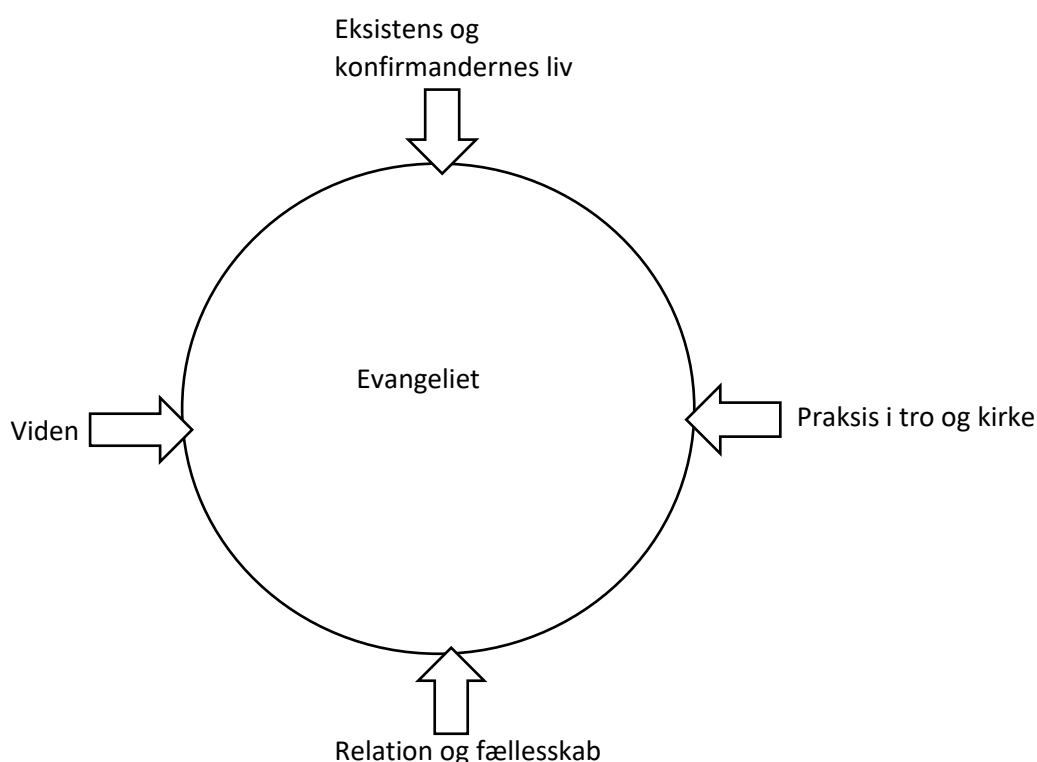 Eksistens og
konfirmandernes liv
Evangeliet
Viden
Praksis i tro og kirke
Relation og fællesskab